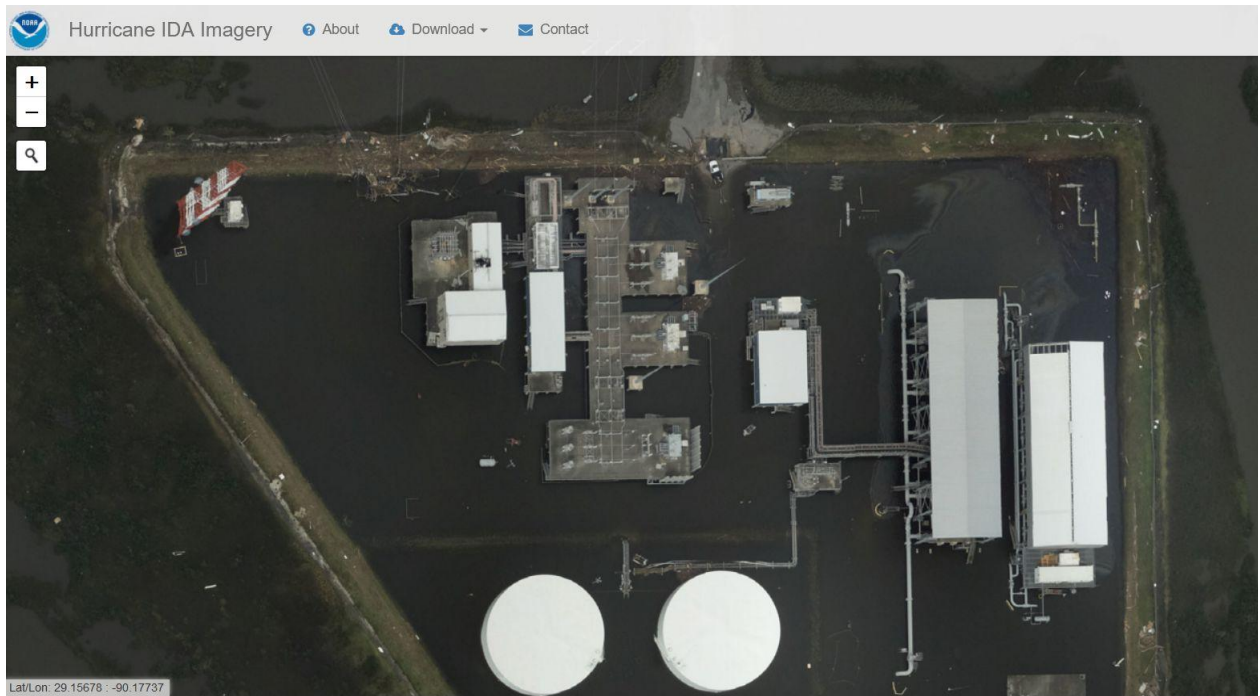 NOAA
Hurricane IDA Imagery
About
Download
Contact
+
−
Lat/Lon: 29.15678 : -90.17737